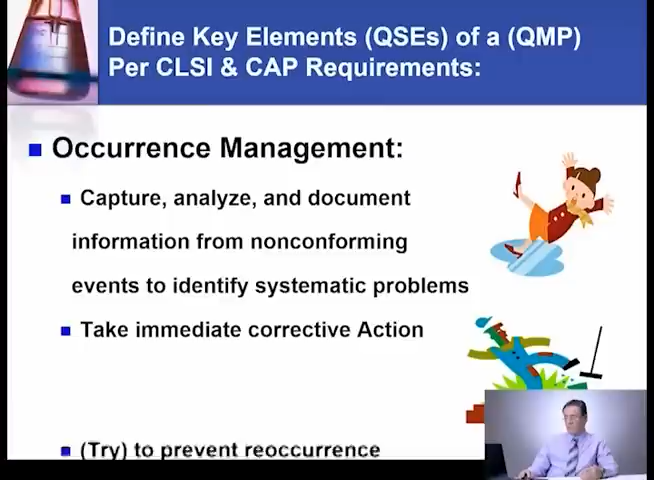 Define Key Elements (QSEs) of a (QMP)
Per CLSI & CAP Requirements:
Occurrence Management:
Capture, analyze, and document
information from nonconforming
events to identify systematic problems
Take immediate corrective Action
(Try) to prevent reoccurrence